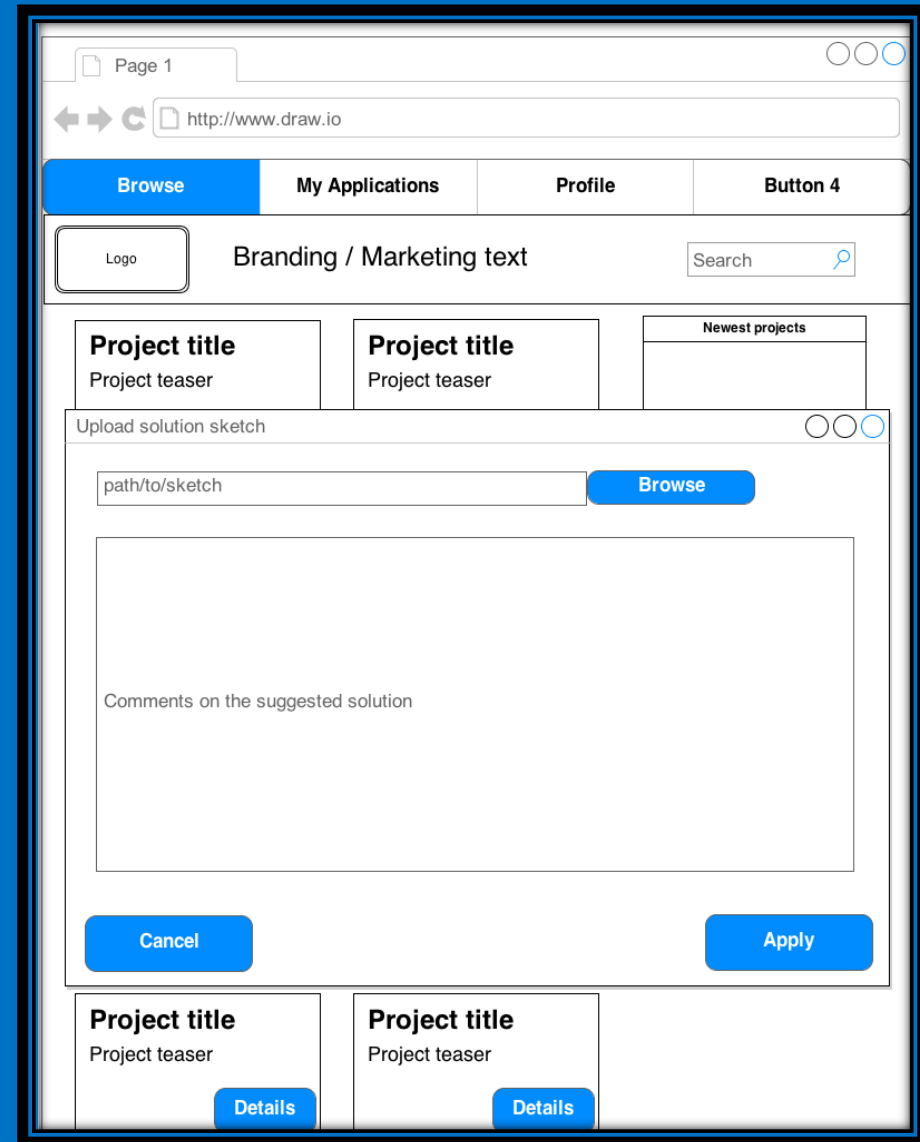 Page 1
http://www.draw.io
Browse My Applications Profile Button 4
Logo Branding / Marketing text Search
Project title Project title Newest projects
Project teaser Project teaser
Upload solution sketch
path/to/sketch Browse
Comments on the suggested solution
Cancel Apply
Project title Project title
Project teaser Project teaser
Details Details